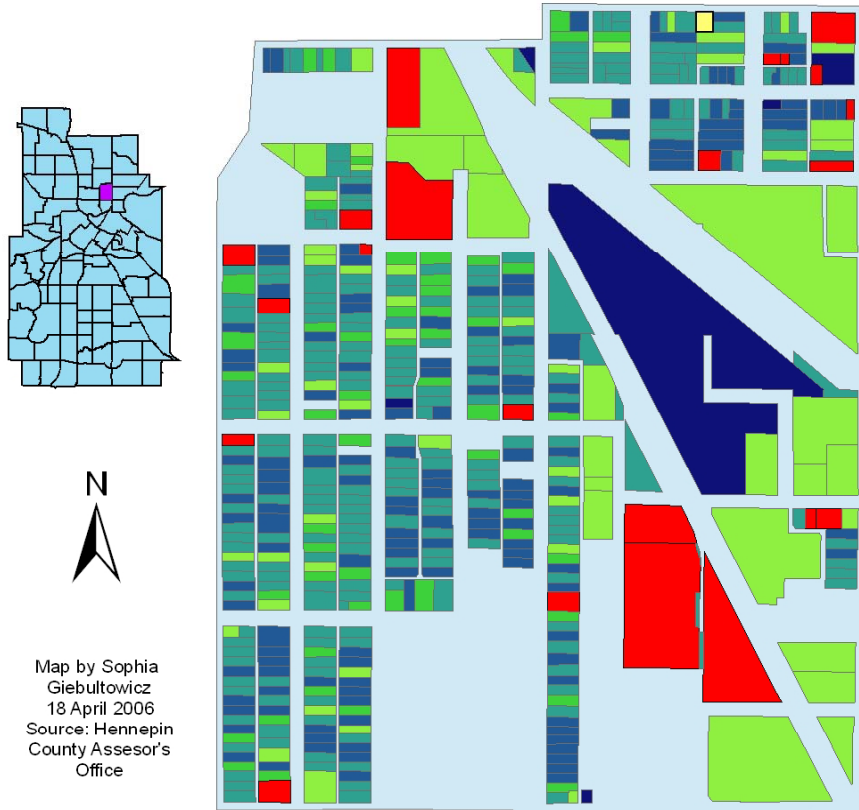 N
Map by Sophia
Giebultowicz
18 April 2006
Source: Hennepin
County Assesor's
Office